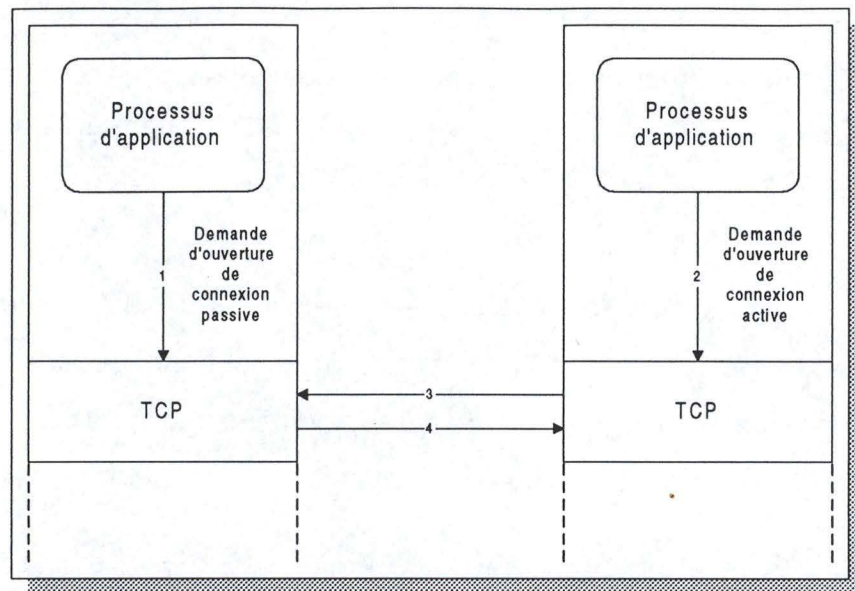 Processus
d'application
1
Demande
d'ouverture
de
connexion
passive
TCP
3
4
Processus
d'application
2
Demande
d'ouverture
de
connexion
active
TCP